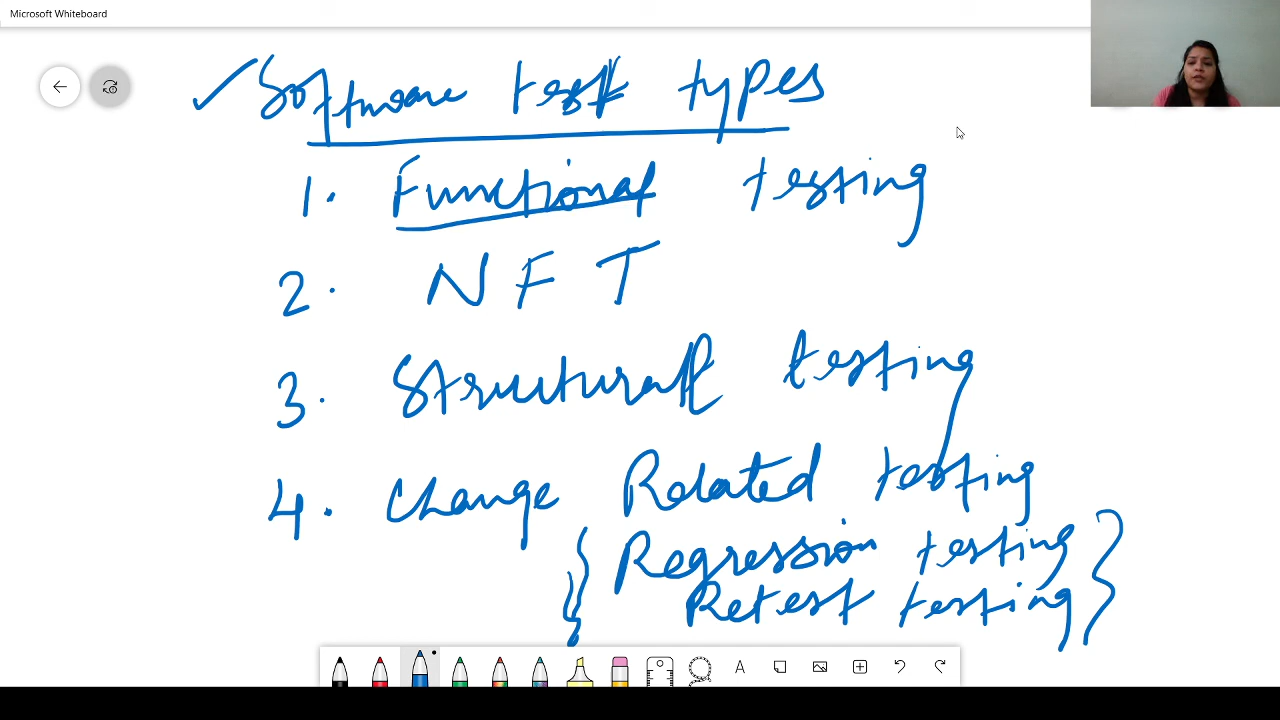 Microsoft Whiteboard
Software test types
1. Functional testing
2. NFT
3. Structural testing
4. Change Related testing
{ Regression testing
Retest testing }
A